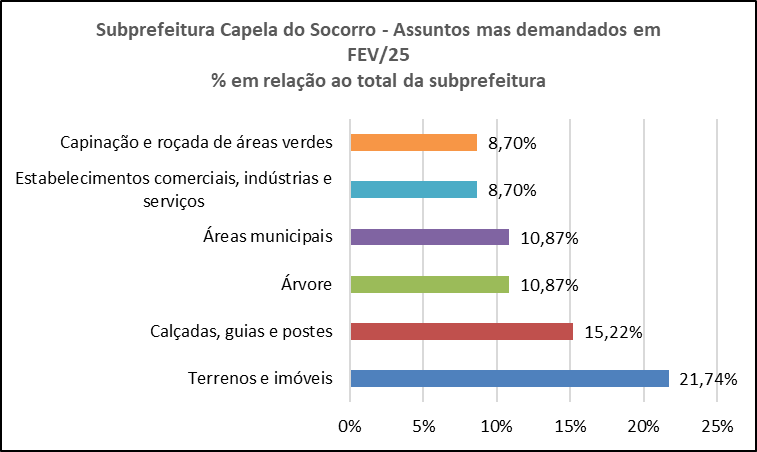 Subprefeitura Capela do Socorro - Assuntos mas demandados em
FEV/25
% em relação ao total da subprefeitura
Capinação e roçada de áreas verdes
8,70%
Estabelecimentos comerciais, indústrias e
serviços
8,70%
Áreas municipais
10,87%
Árvore
10,87%
Calçadas, guias e postes
15,22%
Terrenos e imóveis
21,74%
0% 5% 10% 15% 20% 25%